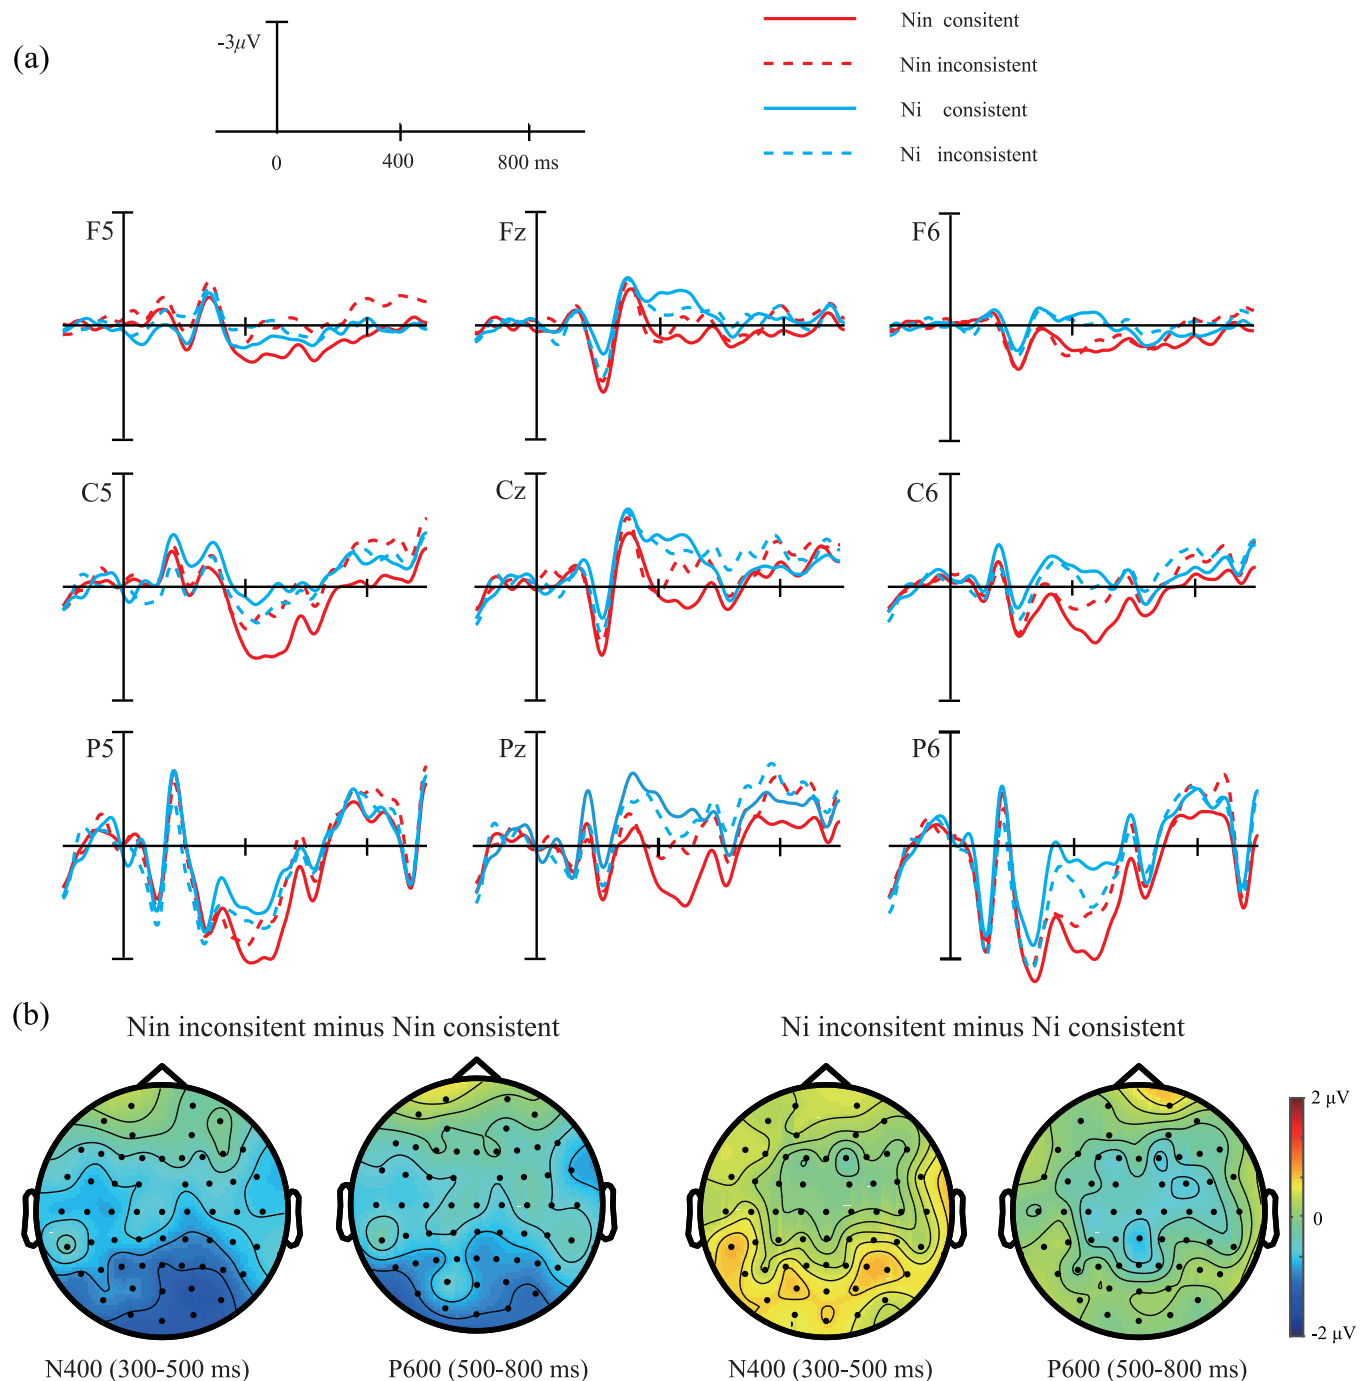 (a)
-3μV
0 400 800 ms
Nin consitent
Nin inconsistent
Ni consistent
Ni inconsistent
F5 Fz F6
C5 Cz C6
P5 Pz P6
(b)
Nin inconsitent minus Nin consistent
Ni inconsitent minus Ni consistent
2 μV
0
-2 μV
N400 (300-500 ms) P600 (500-800 ms) N400 (300-500 ms) P600 (500-800 ms)